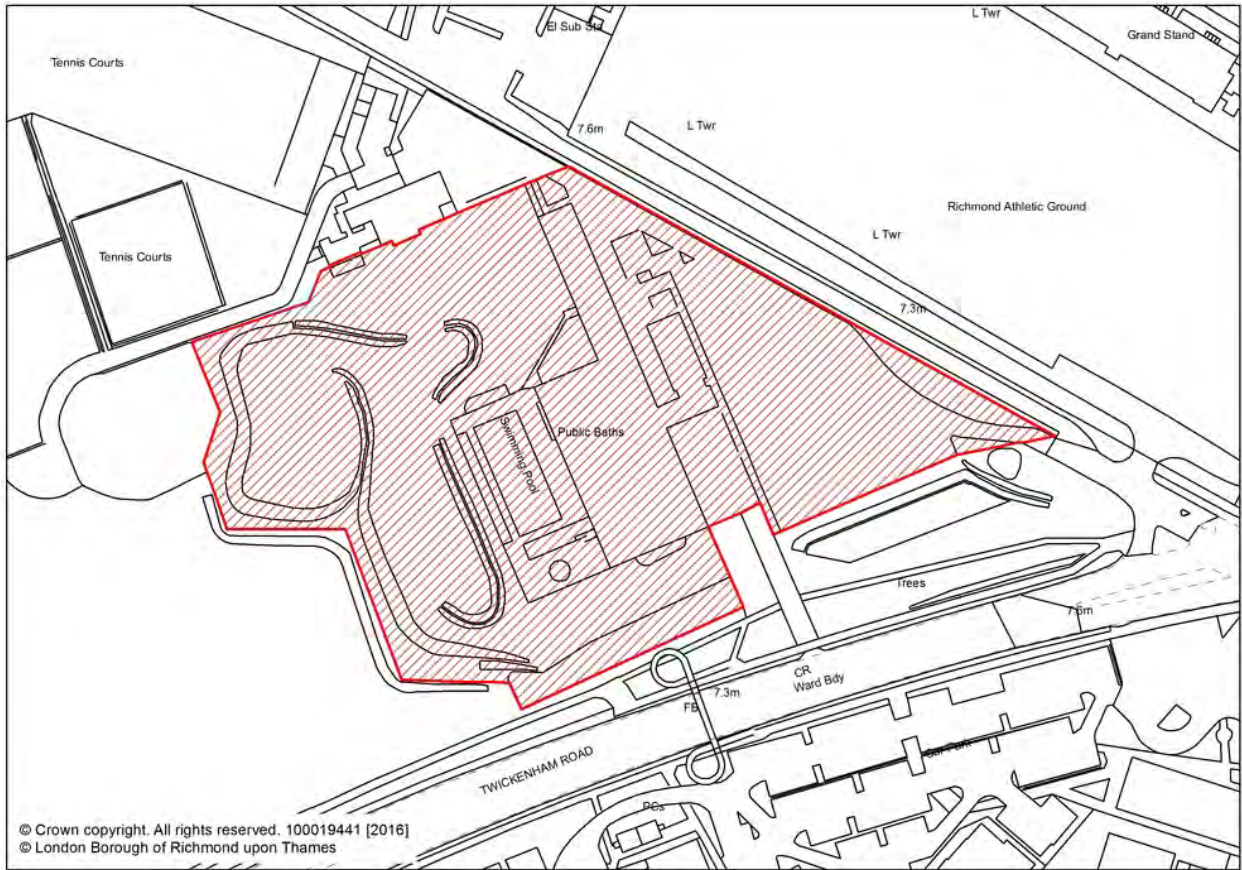 El Sub Sta
L Twr
Grand Stand
Tennis Courts
7.6m
L Twr
Richmond Athletic Ground
L Twr
Tennis Courts
7.3m
Public Baths
Swimming Pool
Trees
7.6m
CR
Ward Bdy
7.3m
FB
TWICKENHAM ROAD
Car Park
PCs
© Crown copyright. All rights reserved. 100019441 [2016]
© London Borough of Richmond upon Thames